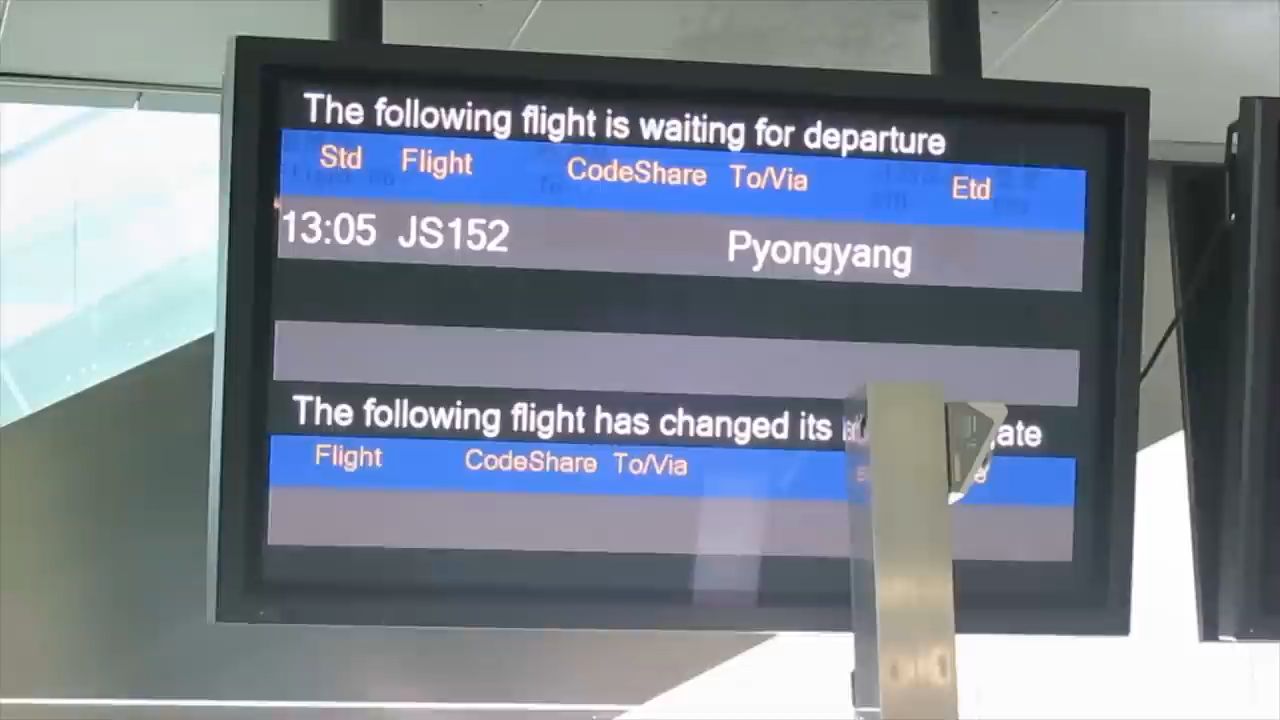 The following flight is waiting for departure
Std Flight CodeShare To/Via Etd
13:05 JS152 Pyongyang
The following flight has changed its
Flight CodeShare To/Via